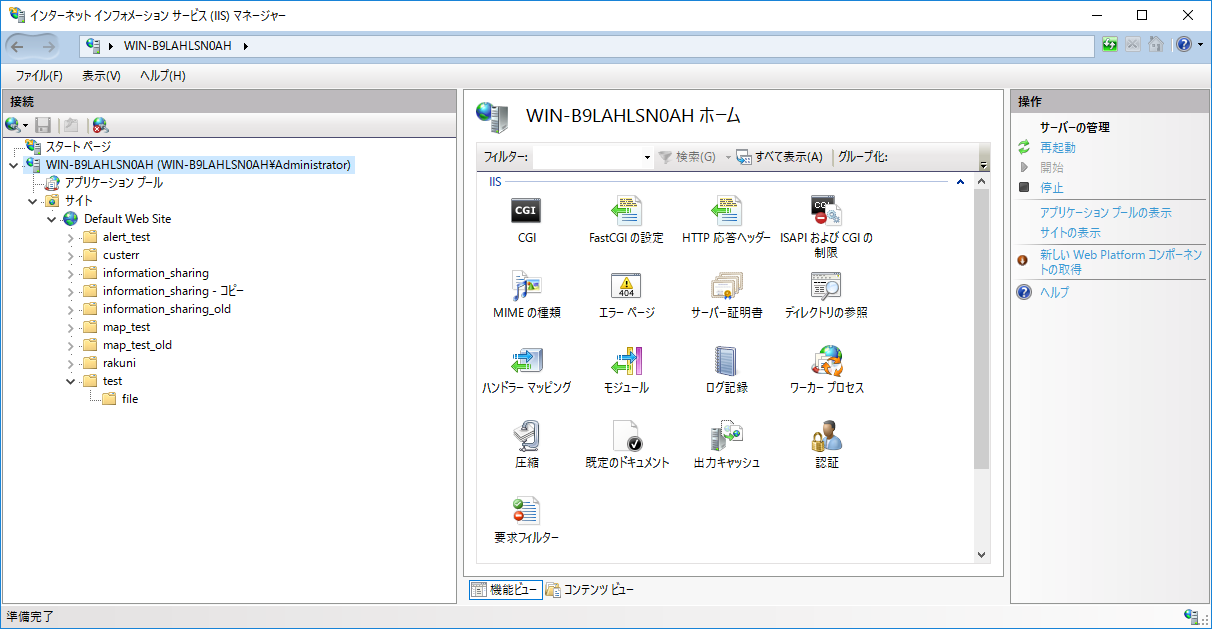 インターネット インフォメーション サービス (IIS) マネージャー
WIN-B9LAHLSN0AH
ファイル(F) 表示(V) ヘルプ(H)
接続
スタート ページ
WIN-B9LAHLSN0AH (WIN-B9LAHLSN0AH¥Administrator)
アプリケーション プール
サイト
Default Web Site
alert_test
custerr
information_sharing
information_sharing - コピー
information_sharing_old
map_test
map_test_old
rakuni
test
file
WIN-B9LAHLSN0AH ホーム
フィルター: 検索(G) すべて表示(A) グループ化:
IIS
CGI
CGI
FastCGI の設定
HTTP 応答ヘッダー
CGI
ISAPI および CGI の
制限
MIME の種類
404
エラー ページ
サーバー証明書
ディレクトリの参照
ハンドラー マッピング
モジュール
ログ記録
ワーカー プロセス
圧縮
既定のドキュメント
出力キャッシュ
認証
要求フィルター
機能ビュー コンテンツ ビュー
操作
サーバーの管理
再起動
開始
停止
アプリケーション プールの表示
サイトの表示
新しい Web Platform コンポーネン
トの取得
ヘルプ
準備完了